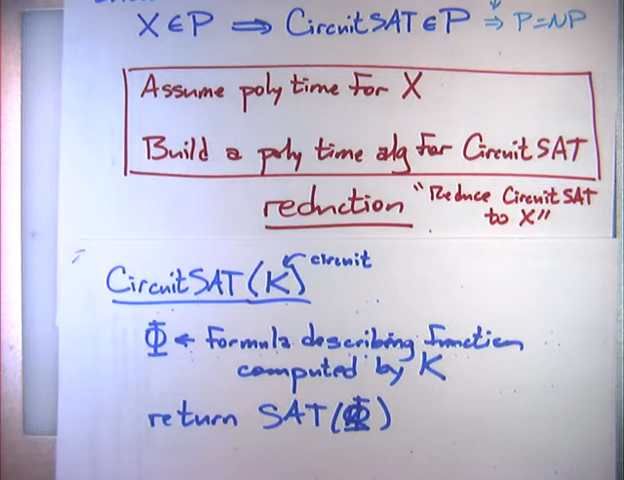 X ∈ P ⟹ CircuitSAT ∈ P ⇒ P=NP
Assume poly time for X
Build a poly time alg for CircuitSAT
reduction "Reduce CircuitSAT
to X"
CircuitSAT(K) circuit
Φ ← formula describing function
computed by K
return SAT(Φ)